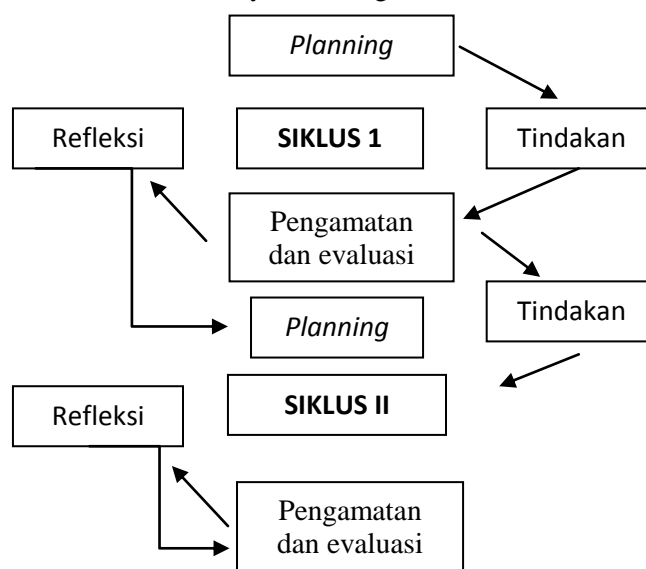 Planning
Refleksi
SIKLUS 1
Tindakan
Pengamatan
dan evaluasi
Planning
Tindakan
Refleksi
SIKLUS II
Pengamatan
dan evaluasi